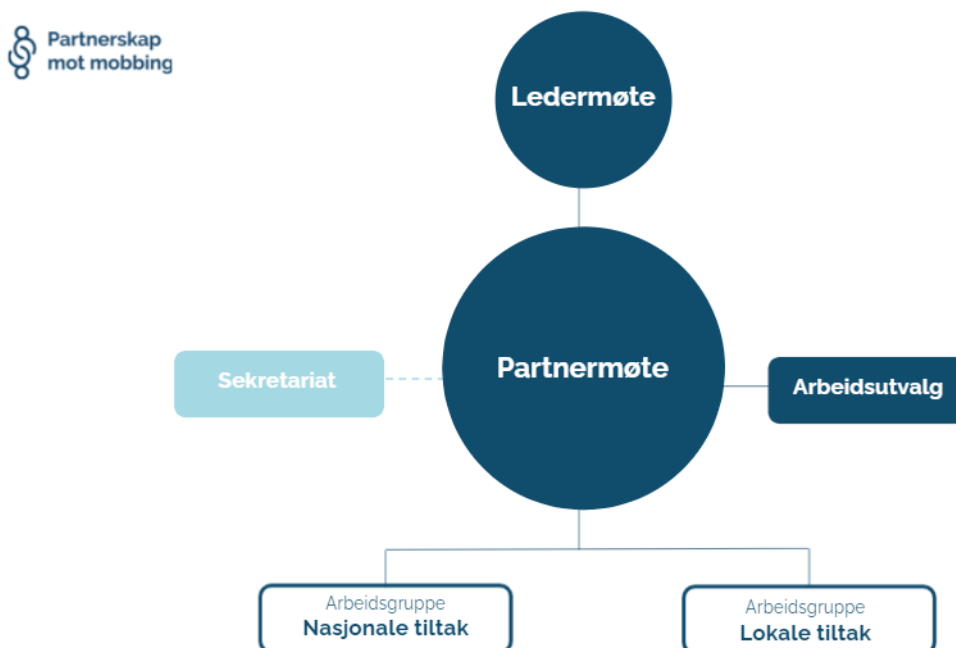 Partnerskap
mot mobbing
Ledermøte
Partnermøte
Sekretariat
Arbeidsutvalg
Arbeidsgruppe
Nasjonale tiltak
Arbeidsgruppe
Lokale tiltak